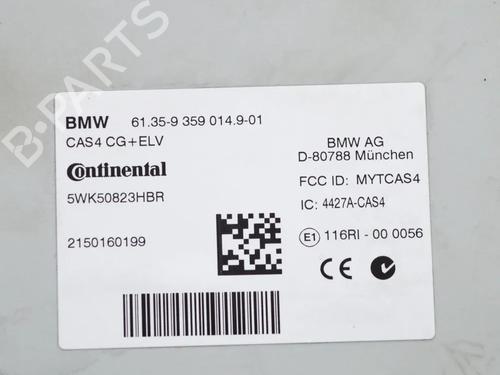 B-PARTS
BMW 61.35-9 359 014.9-01
CAS4 CG+ELV
Continental
5WK50823HBR
2150160199
BMW AG
D-80788 München
FCC ID: MYTCAS4
IC: 4427A-CAS4
E1 116RI - 00 0056
CE